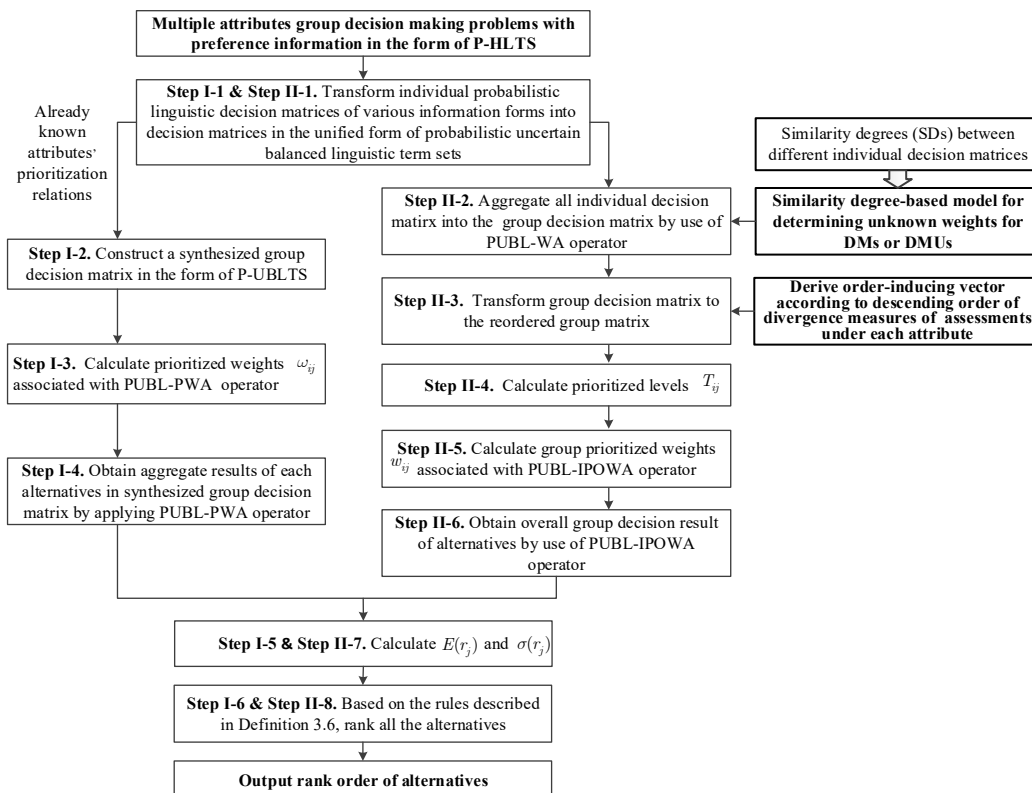 Multiple attributes group decision making problems with
preference information in the form of P-HLTS
Step I-1 & Step II-1. Transform individual probabilistic
linguistic decision matrices of various information forms into
decision matrices in the unified form of probabilistic uncertain
balanced linguistic term sets
Already
known
attributes'
prioritization
relations
Similarity degrees (SDs) between
different individual decision matrices
Step II-2. Aggregate all individual decision
matirx into the group decision matrix by use of
PUBL-WA operator
Similarity degree-based model for
determining unknown weights for
DMs or DMUs
Step I-2. Construct a synthesized group
decision matrix in the form of P-UBLTS
Step II-3. Transform group decision matrix to
the reordered group matrix
Derive order-inducing vector
according to descending order of
divergence measures of assessments
under each attribute
Step I-3. Calculate prioritized weights ω_{ij}
associated with PUBL-PWA operator
Step II-4. Calculate prioritized levels T_{ij}
Step II-5. Calculate group prioritized weights
w_{ij} associated with PUBL-IPOWA operator
Step I-4. Obtain aggregate results of each
alternatives in synthesized group decision
matrix by applying PUBL-PWA operator
Step II-6. Obtain overall group decision result
of alternatives by use of PUBL-IPOWA
operator
Step I-5 & Step II-7. Calculate E(r_j) and σ(r_j)
Step I-6 & Step II-8. Based on the rules described
in Definition 3.6, rank all the alternatives
Output rank order of alternatives